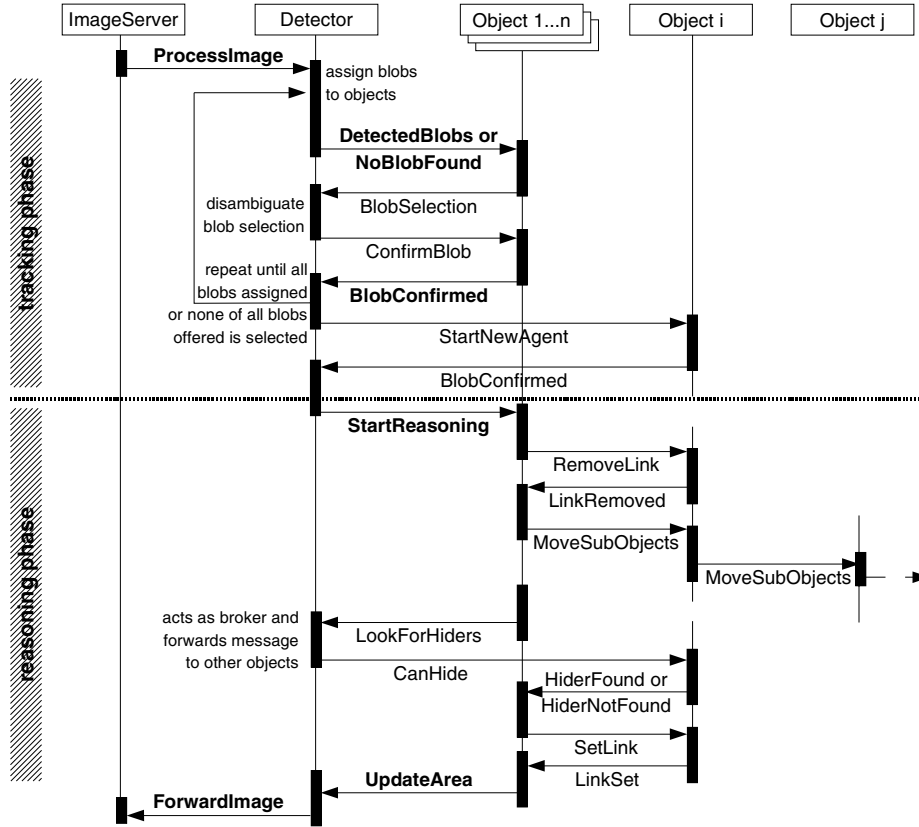 ImageServer
Detector
Object 1...n
Object i
Object j
ProcessImage
assign blobs
to objects
DetectedBlobs or
NoBlobFound
BlobSelection
disambiguate
blob selection
ConfirmBlob
repeat until all
blobs assigned
or none of all blobs
offered is selected
BlobConfirmed
StartNewAgent
BlobConfirmed
tracking phase
StartReasoning
RemoveLink
LinkRemoved
MoveSubObjects
MoveSubObjects
acts as broker and
forwards message
to other objects
LookForHiders
CanHide
HiderFound or
HiderNotFound
SetLink
LinkSet
UpdateArea
ForwardImage
reasoning phase